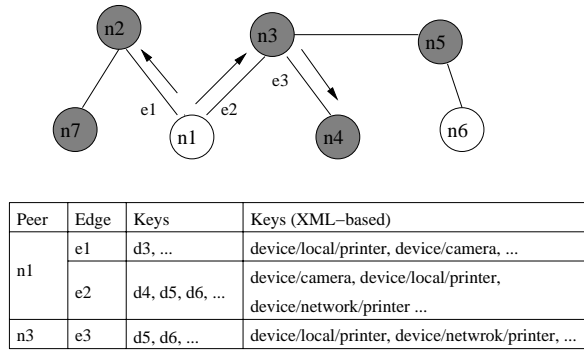 n2
n3
n5
e1
e2
e3
n7
n1
n4
n6
Peer Edge Keys Keys (XML−based)
n1 e1 d3, ... device/local/printer, device/camera, ...
e2 d4, d5, d6, ... device/camera, device/local/printer,
device/network/printer ...
n3 e3 d5, d6, ... device/local/printer, device/netwrok/printer, ...